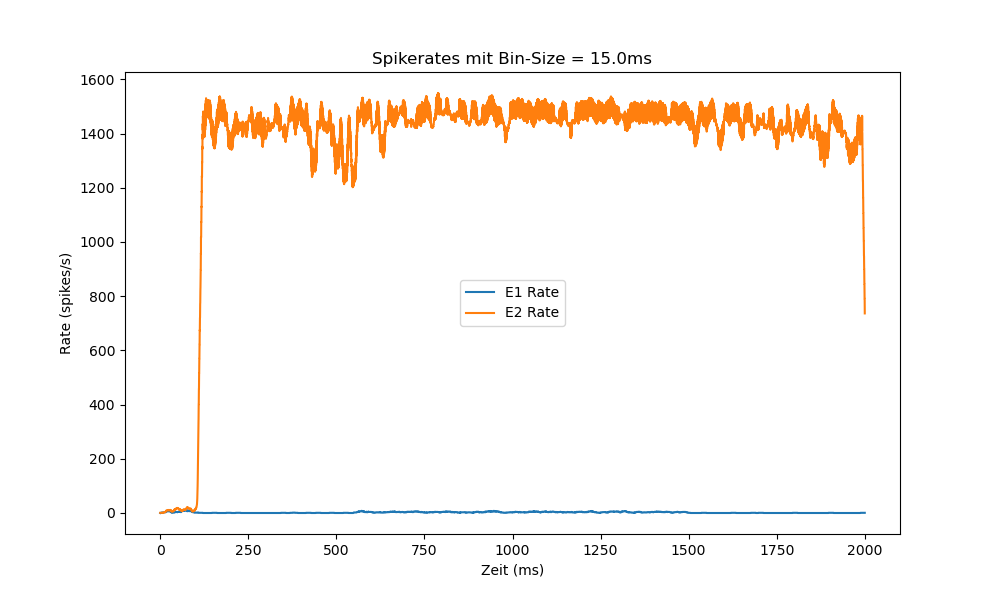 Spikerates mit Bin-Size = 15.0ms
1600
1400
1200
1000
800
600
400
200
0
Rate (spikes/s)
E1 Rate
E2 Rate
0 250 500 750 1000 1250 1500 1750 2000
Zeit (ms)